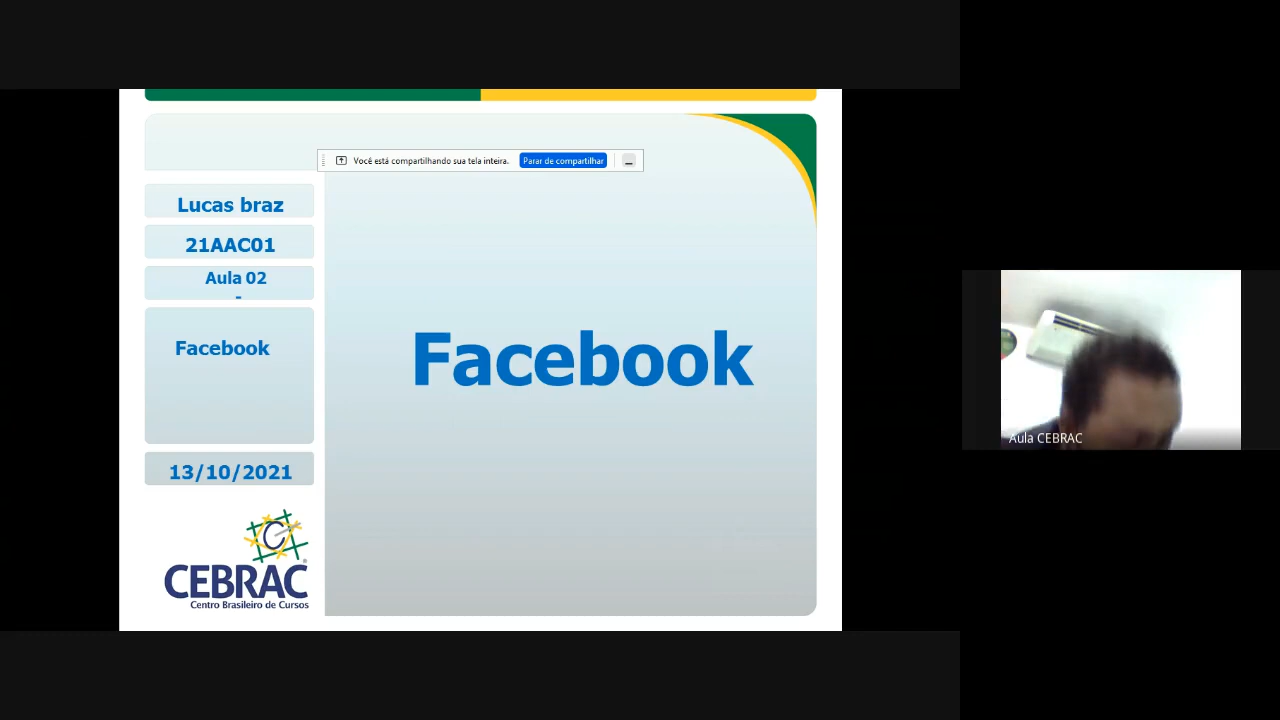 Você está compartilhando sua tela inteira. Parar de compartilhar
Lucas braz
21AAC01
Aula 02
-
Facebook
Facebook
13/10/2021
CEBRAC
Centro Brasileiro de Cursos
Aula CEBRAC